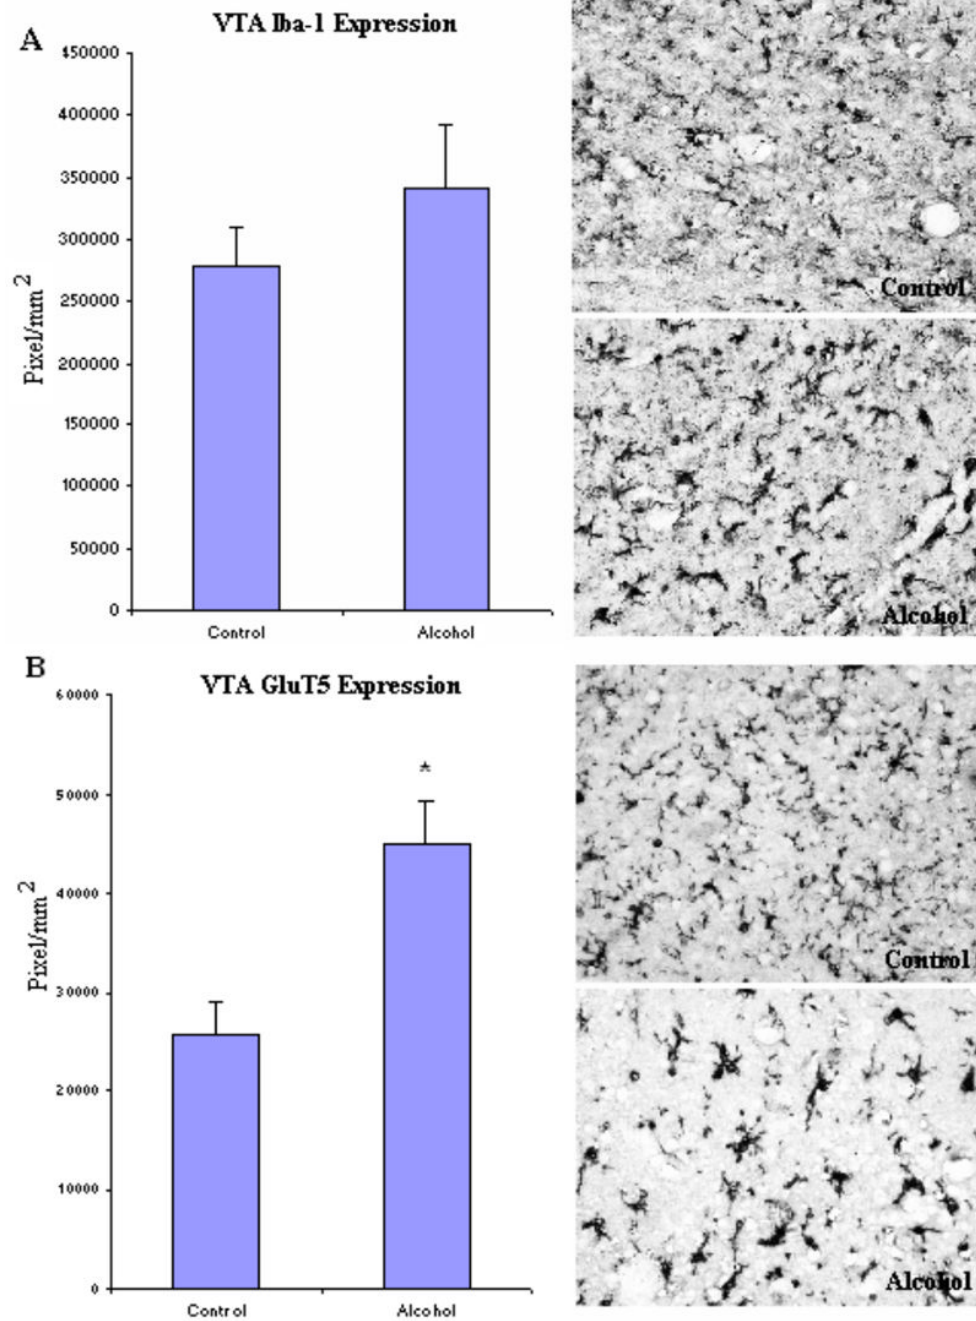 A
VTA Iba-1 Expression
450000
400000
350000
300000
250000
200000
150000
100000
50000
0
Pixel/mm²
Control
Alcohol
Control
Alcohol
B
VTA GluT5 Expression
60000
50000
*
40000
30000
20000
10000
0
Pixel/mm²
Control
Alcohol
Control
Alcohol